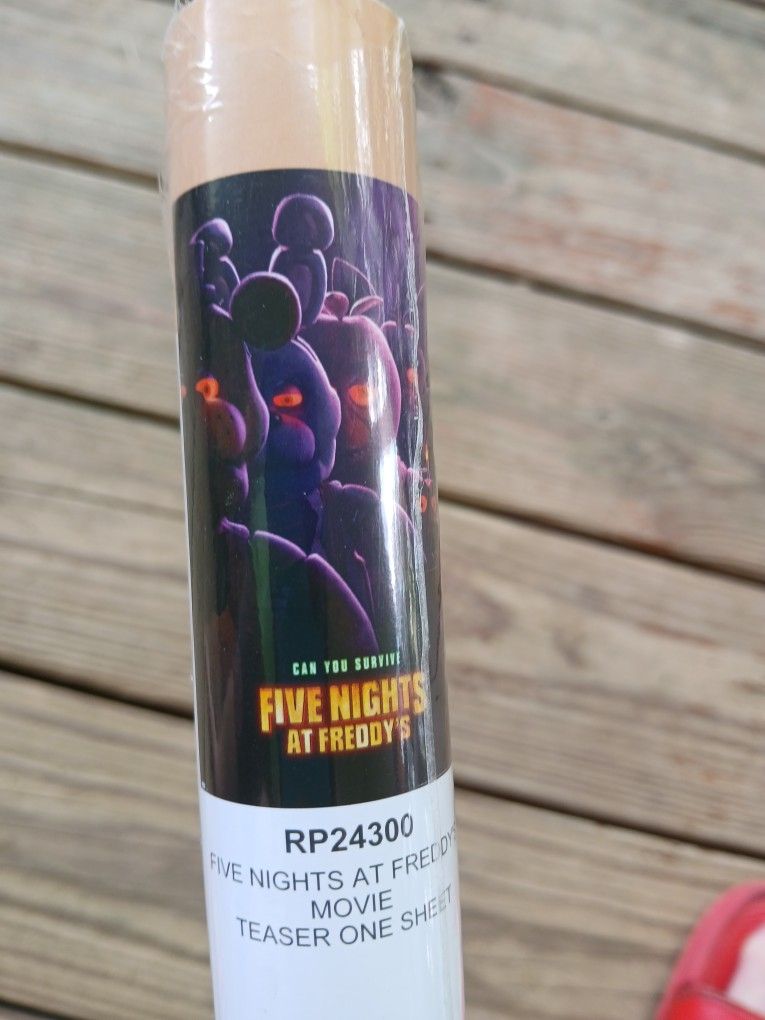 CAN YOU SURVIVE
FIVE NIGHTS
AT FREDDY'S
RP24300
FIVE NIGHTS AT FREDDY'S
MOVIE
TEASER ONE SHEET